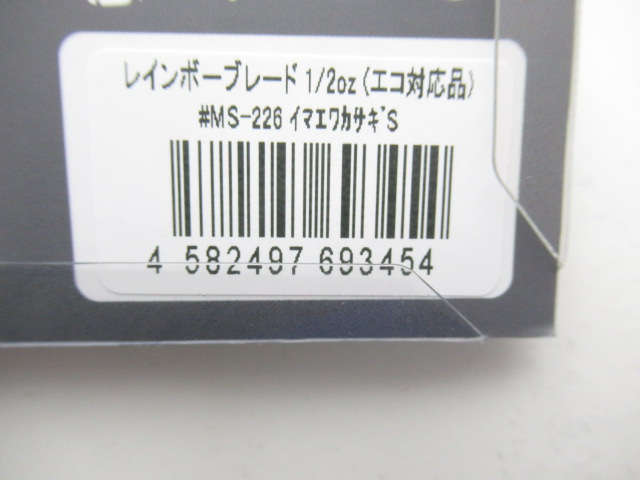 レインボーブレード 1/2oz（エコ対応品）
#MS-226 ｲﾏｴﾜｶｻｷﾞS
4 582497 693454